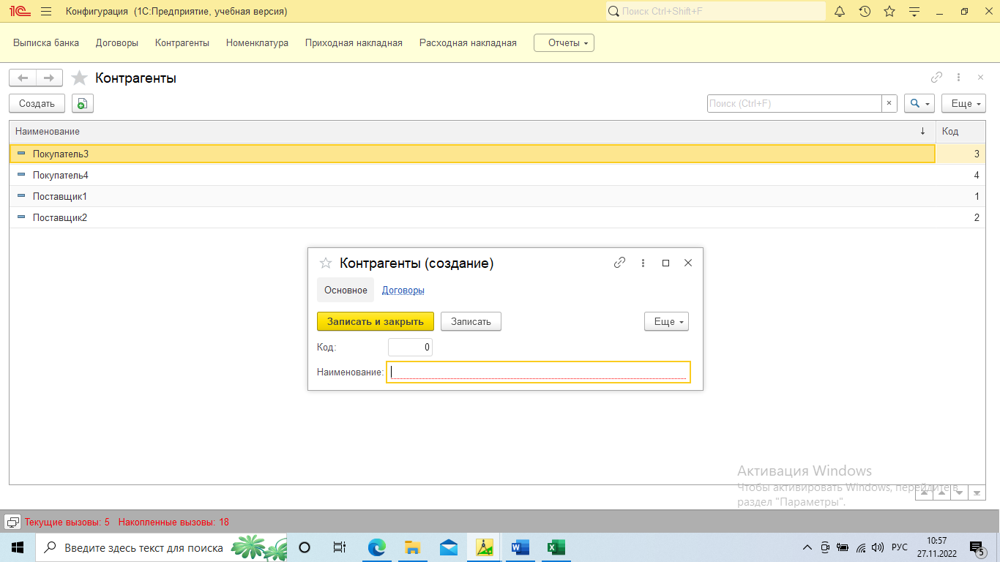 1С Конфигурация (1С:Предприятие, учебная версия) Поиск Ctrl+Shift+F
Выписка банка Договоры Контрагенты Номенклатура Приходная накладная Расходная накладная Отчеты
Контрагенты
Создать Поиск (Ctrl+F) × Еще
Наименование ↓ Код
Покупатель3 3
Покупатель4 4
Поставщик1 1
Поставщик2 2
Контрагенты (создание)
Основное Договоры
Записать и закрыть Записать Еще
Код: 0
Наименование:
Активация Windows
Чтобы активировать Windows, перейдите в
раздел "Параметры".
Текущие вызовы: 5 Накопленные вызовы: 18
Введите здесь текст для поиска РУС 10:57
27.11.2022 5